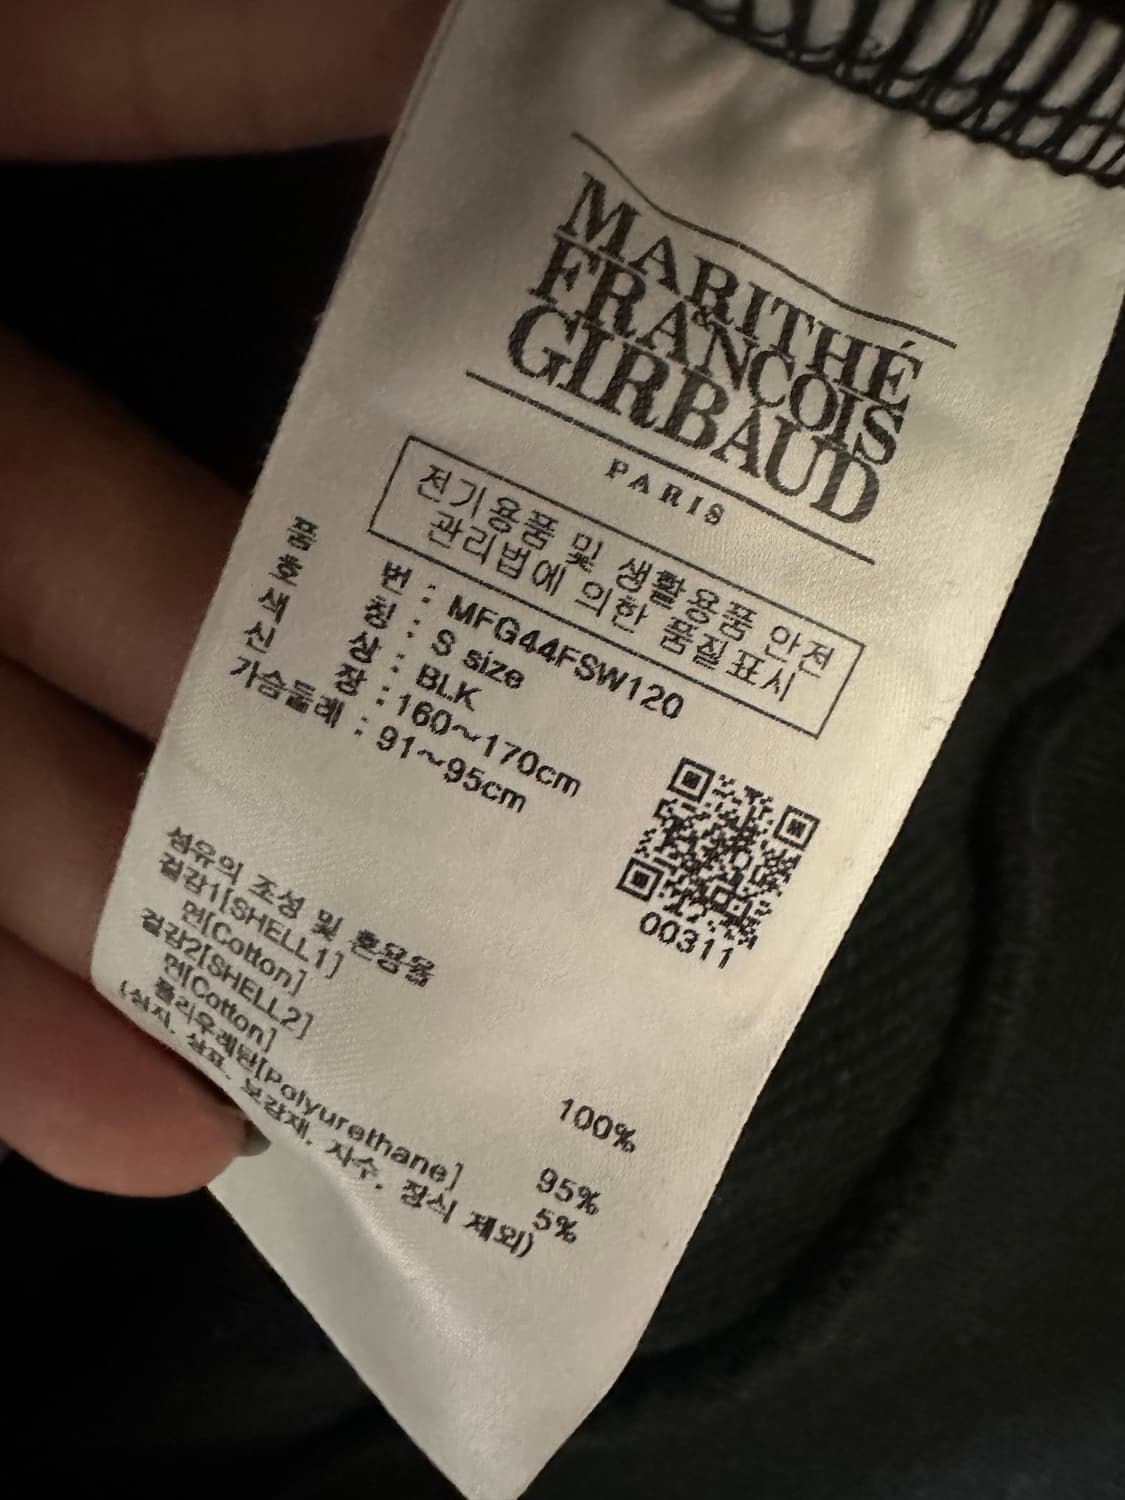 MARITHÉ
FRANÇOIS
&
GIRBAUD
PARIS
전기용품 및 생활용품 안전
관리법에 의한 품질표시
품 번 : MFG44FSW120
호 칭 : S size
색 상 : BLK
신 장 : 160~170cm
가슴둘레 : 91~95cm
00311
섬유의 조성 및 혼용율
겉감1[SHELL1]
면[Cotton] 100%
겉감2[SHELL2]
면[Cotton] 95%
폴리우레탄[Polyurethane] 5%
(심지, 상표, 보강재, 자수, 장식 제외)